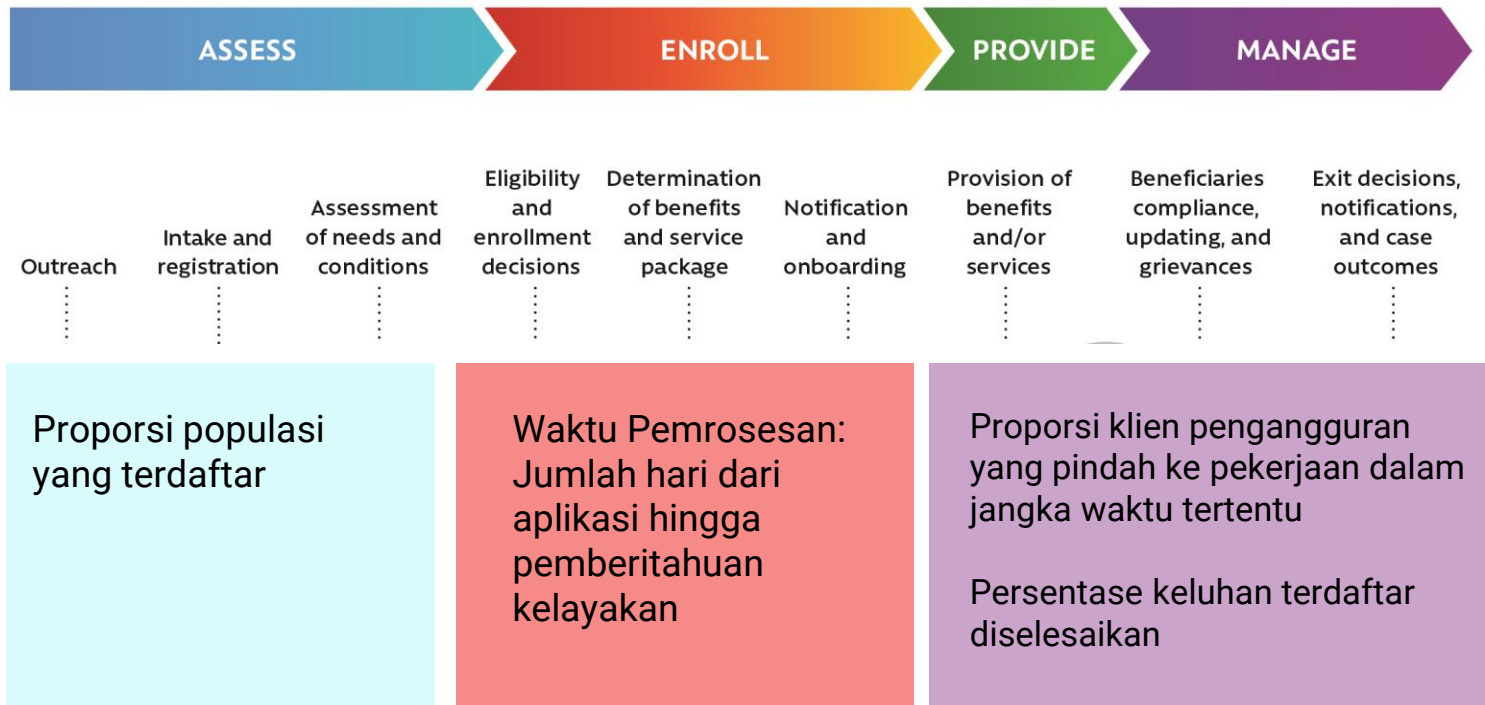 ASSESS
ENROLL
PROVIDE
MANAGE
Outreach
Intake and
registration
Assessment
of needs and
conditions
Eligibility
and
enrollment
decisions
Determination
of benefits
and service
package
Notification
and
onboarding
Provision of
benefits
and/or
services
Beneficiaries
compliance,
updating, and
grievances
Exit decisions,
notifications,
and case
outcomes
Proporsi populasi
yang terdaftar
Waktu Pemrosesan:
Jumlah hari dari
aplikasi hingga
pemberitahuan
kelayakan
Proporsi klien pengangguran
yang pindah ke pekerjaan dalam
jangka waktu tertentu
Persentase keluhan terdaftar
diselesaikan